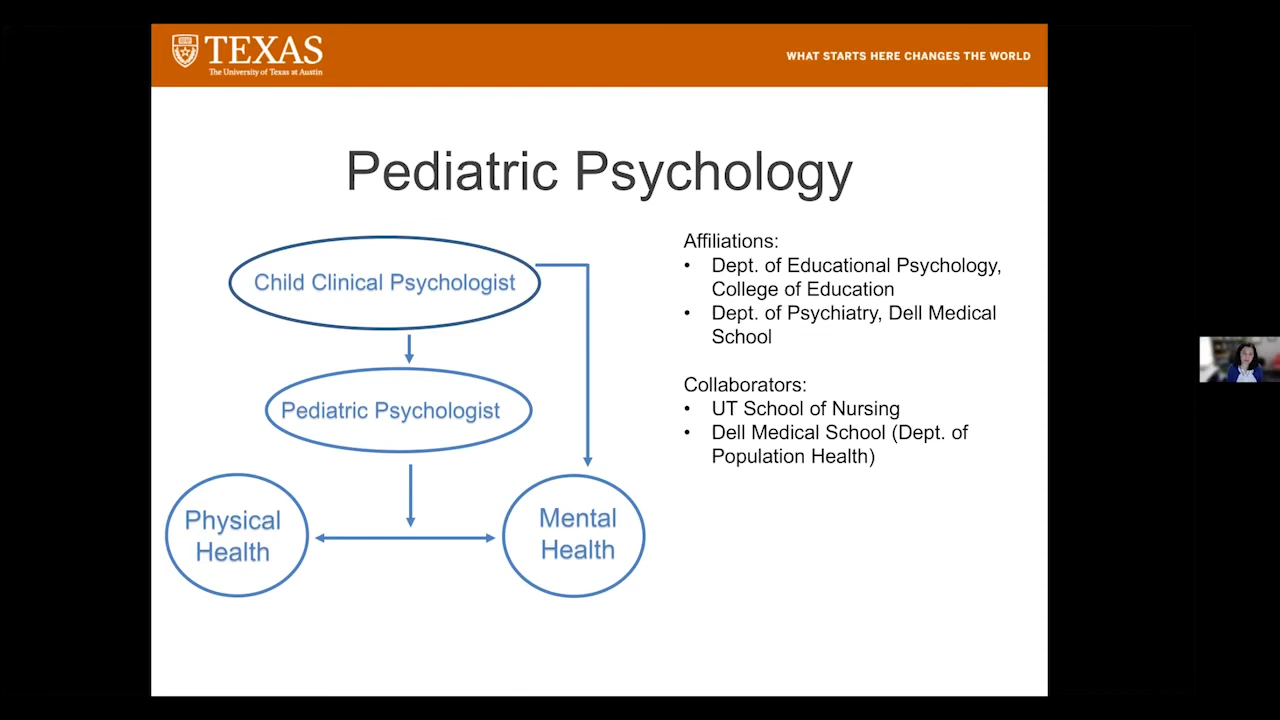 TEXAS
The University of Texas at Austin
WHAT STARTS HERE CHANGES THE WORLD
Pediatric Psychology
Child Clinical Psychologist
Pediatric Psychologist
Physical
Health
Mental
Health
Affiliations:
• Dept. of Educational Psychology,
College of Education
• Dept. of Psychiatry, Dell Medical
School
Collaborators:
• UT School of Nursing
• Dell Medical School (Dept. of
Population Health)